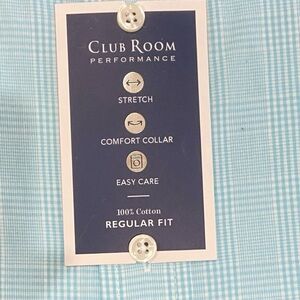 CLUB ROOM
PERFORMANCE
STRETCH
COMFORT COLLAR
EASY CARE
100% Cotton
REGULAR FIT